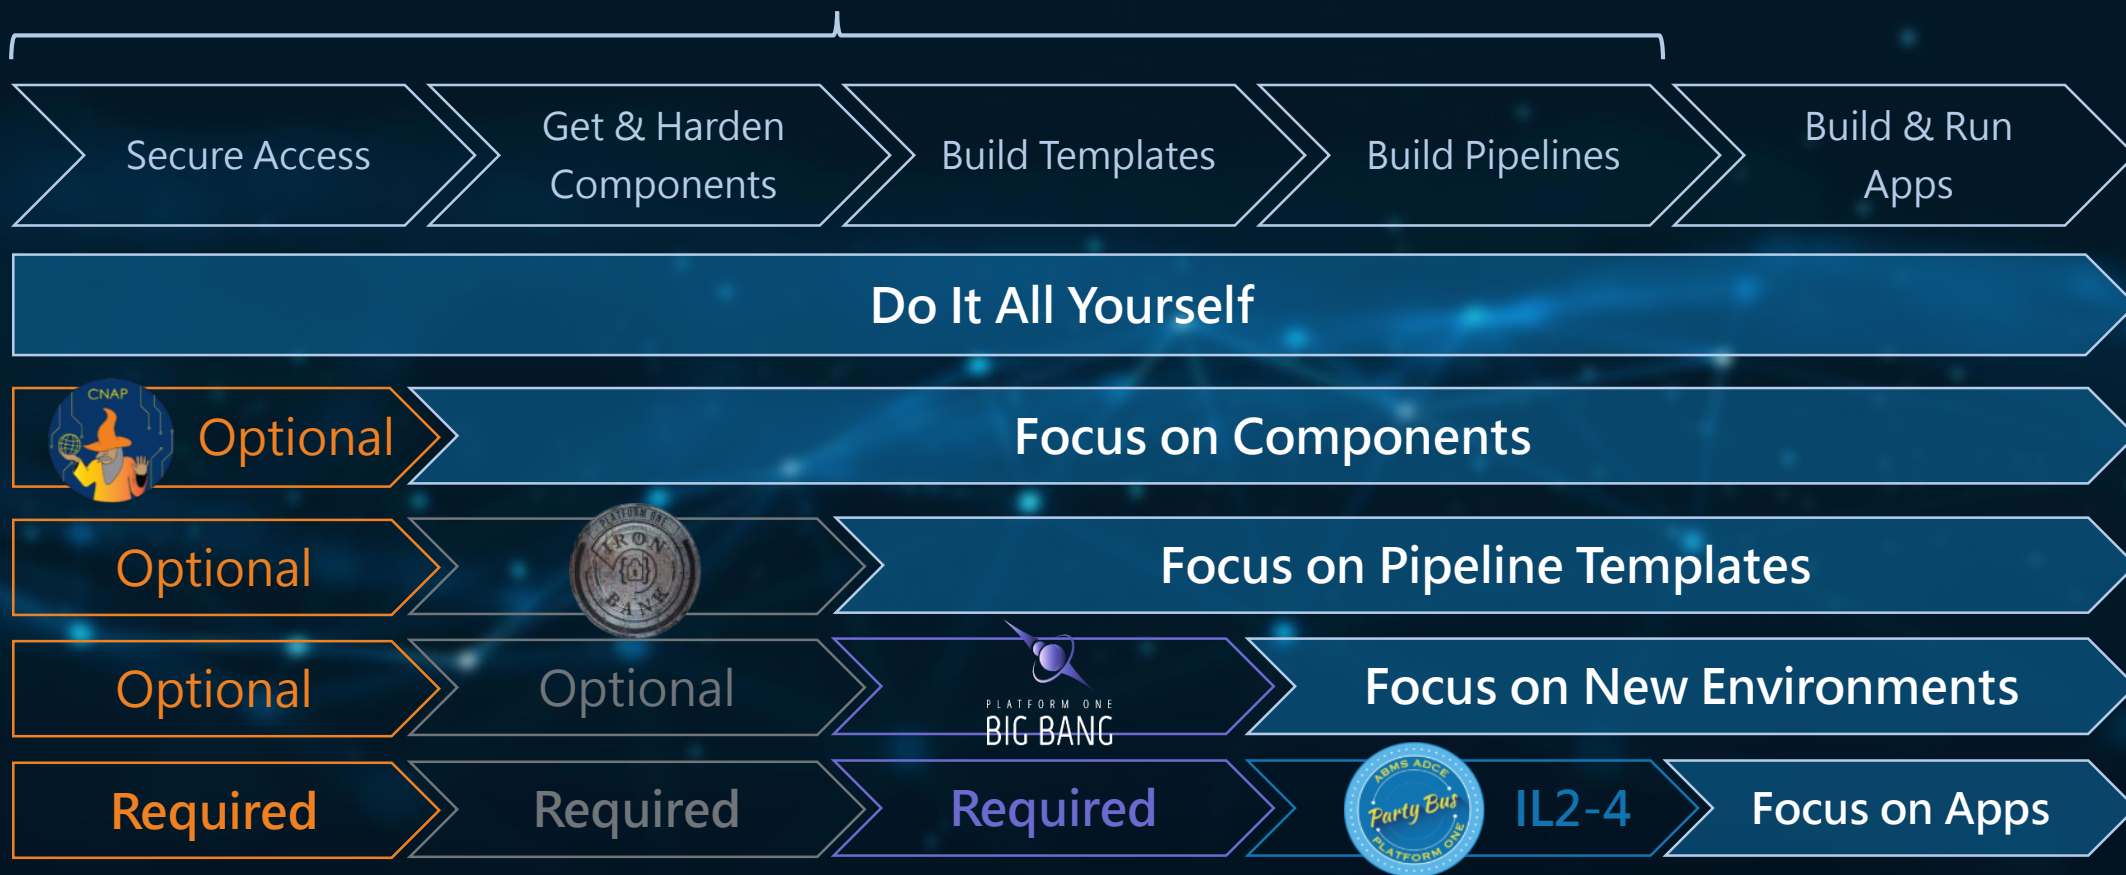 Secure Access
Get & Harden
Components
Build Templates
Build Pipelines
Build & Run
Apps
Do It All Yourself
CNAP
Optional
Focus on Components
Optional
PLATFORM ONE
IRON
BANK
Focus on Pipeline Templates
Optional
Optional
PLATFORM ONE
BIG BANG
Focus on New Environments
Required
Required
Required
ABMS ADCE
Party Bus
PLATFORM ONE
IL2-4
Focus on Apps